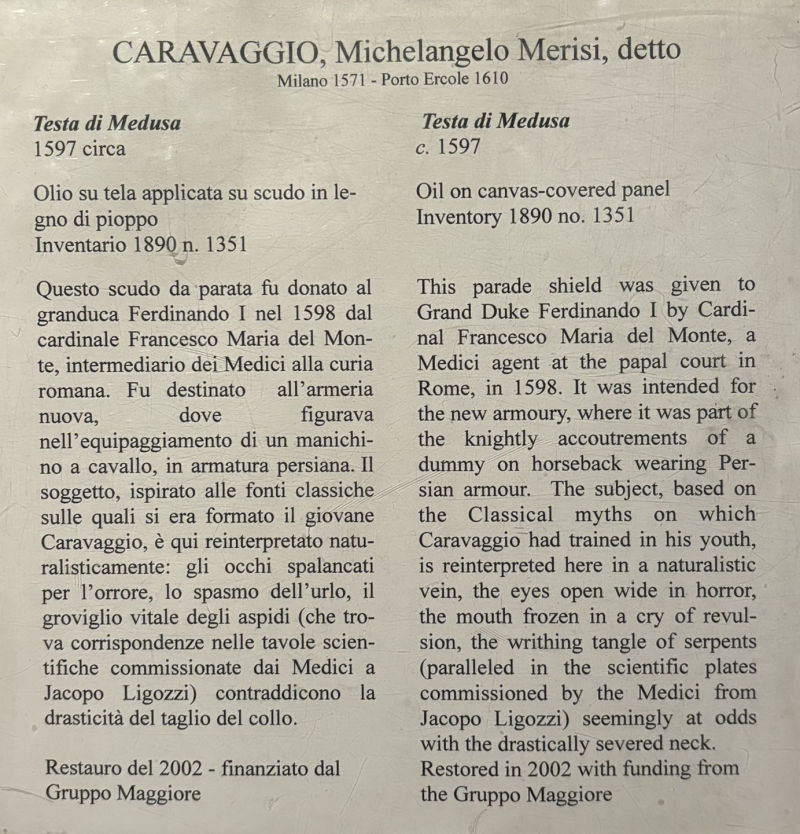 CARAVAGGIO, Michelangelo Merisi, detto
Milano 1571 - Porto Ercole 1610
Testa di Medusa
1597 circa
Olio su tela applicata su scudo in le-
gno di pioppo
Inventario 1890 n. 1351
Questo scudo da parata fu donato al
granduca Ferdinando I nel 1598 dal
cardinale Francesco Maria del Mon-
te, intermediario dei Medici alla curia
romana. Fu destinato all'armeria
nuova, dove figurava
nell'equipaggiamento di un manichi-
no a cavallo, in armatura persiana. Il
soggetto, ispirato alle fonti classiche
sulle quali si era formato il giovane
Caravaggio, è qui reinterpretato natu-
ralisticamente: gli occhi spalancati
per l'orrore, lo spasmo dell'urlo, il
groviglio vitale degli aspidi (che tro-
va corrispondenze nelle tavole scien-
tifiche commissionate dai Medici a
Jacopo Ligozzi) contraddicono la
drasticità del taglio del collo.
Restauro del 2002 - finanziato dal
Gruppo Maggiore
Testa di Medusa
c. 1597
Oil on canvas-covered panel
Inventory 1890 no. 1351
This parade shield was given to
Grand Duke Ferdinando I by Cardi-
nal Francesco Maria del Monte, a
Medici agent at the papal court in
Rome, in 1598. It was intended for
the new armoury, where it was part of
the knightly accoutrements of a
dummy on horseback wearing Per-
sian armour. The subject, based on
the Classical myths on which
Caravaggio had trained in his youth,
is reinterpreted here in a naturalistic
vein, the eyes open wide in horror,
the mouth frozen in a cry of revul-
sion, the writhing tangle of serpents
(paralleled in the scientific plates
commissioned by the Medici from
Jacopo Ligozzi) seemingly at odds
with the drastically severed neck.
Restored in 2002 with funding from
the Gruppo Maggiore